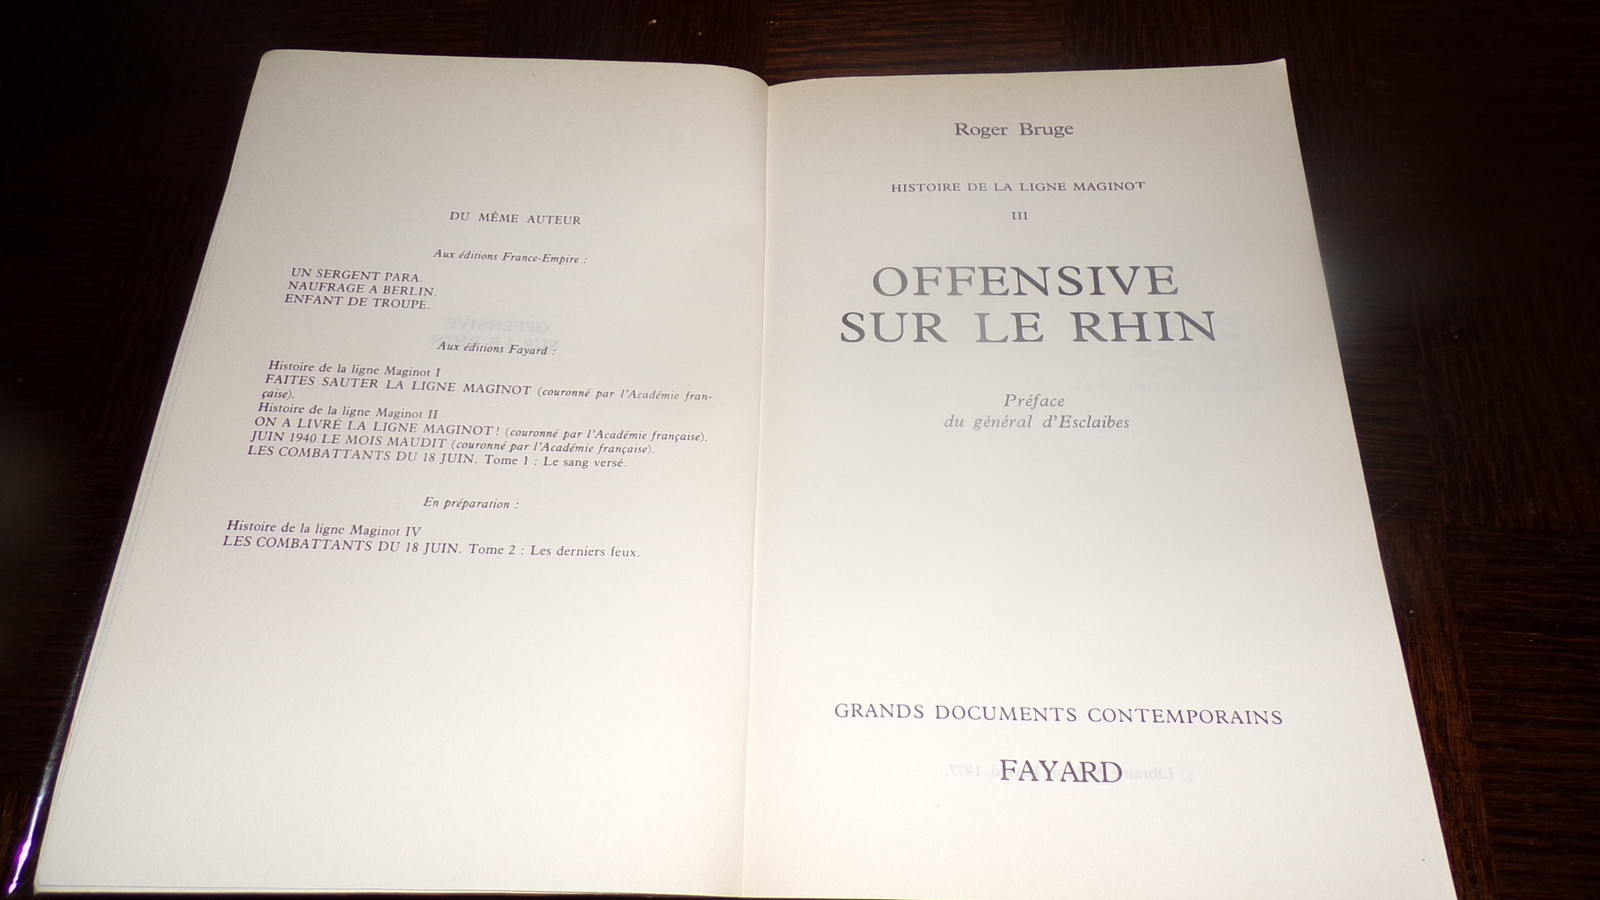 DU MÊME AUTEUR
Aux éditions France-Empire :
UN SERGENT PARA.
NAUFRAGE A BERLIN.
ENFANT DE TROUPE.
Aux éditions Fayard :
Histoire de la ligne Maginot I
FAITES SAUTER LA LIGNE MAGINOT (couronné par l'Académie fran-
çaise).
Histoire de la ligne Maginot II
ON A LIVRÉ LA LIGNE MAGINOT ! (couronné par l'Académie française).
JUIN 1940 LE MOIS MAUDIT (couronné par l'Académie française).
LES COMBATTANTS DU 18 JUIN. Tome 1 : Le sang versé.
En préparation :
Histoire de la ligne Maginot IV
LES COMBATTANTS DU 18 JUIN. Tome 2 : Les derniers feux.
Roger Bruge
HISTOIRE DE LA LIGNE MAGINOT
III
OFFENSIVE
SUR LE RHIN
Préface
du général d'Esclaibes
GRANDS DOCUMENTS CONTEMPORAINS
FAYARD